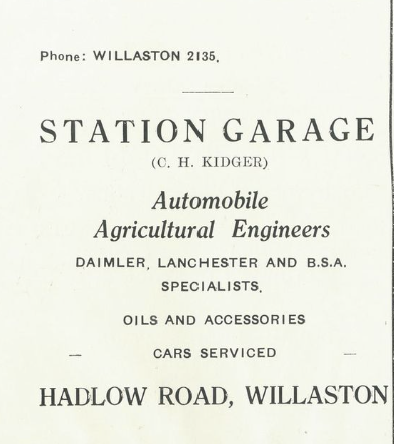 Phone: WILLASTON 2135.
STATION GARAGE
(C. H. KIDGER)
Automobile
Agricultural Engineers
DAIMLER, LANCHESTER AND B.S.A.
SPECIALISTS.
OILS AND ACCESSORIES
— CARS SERVICED —
HADLOW ROAD, WILLASTON